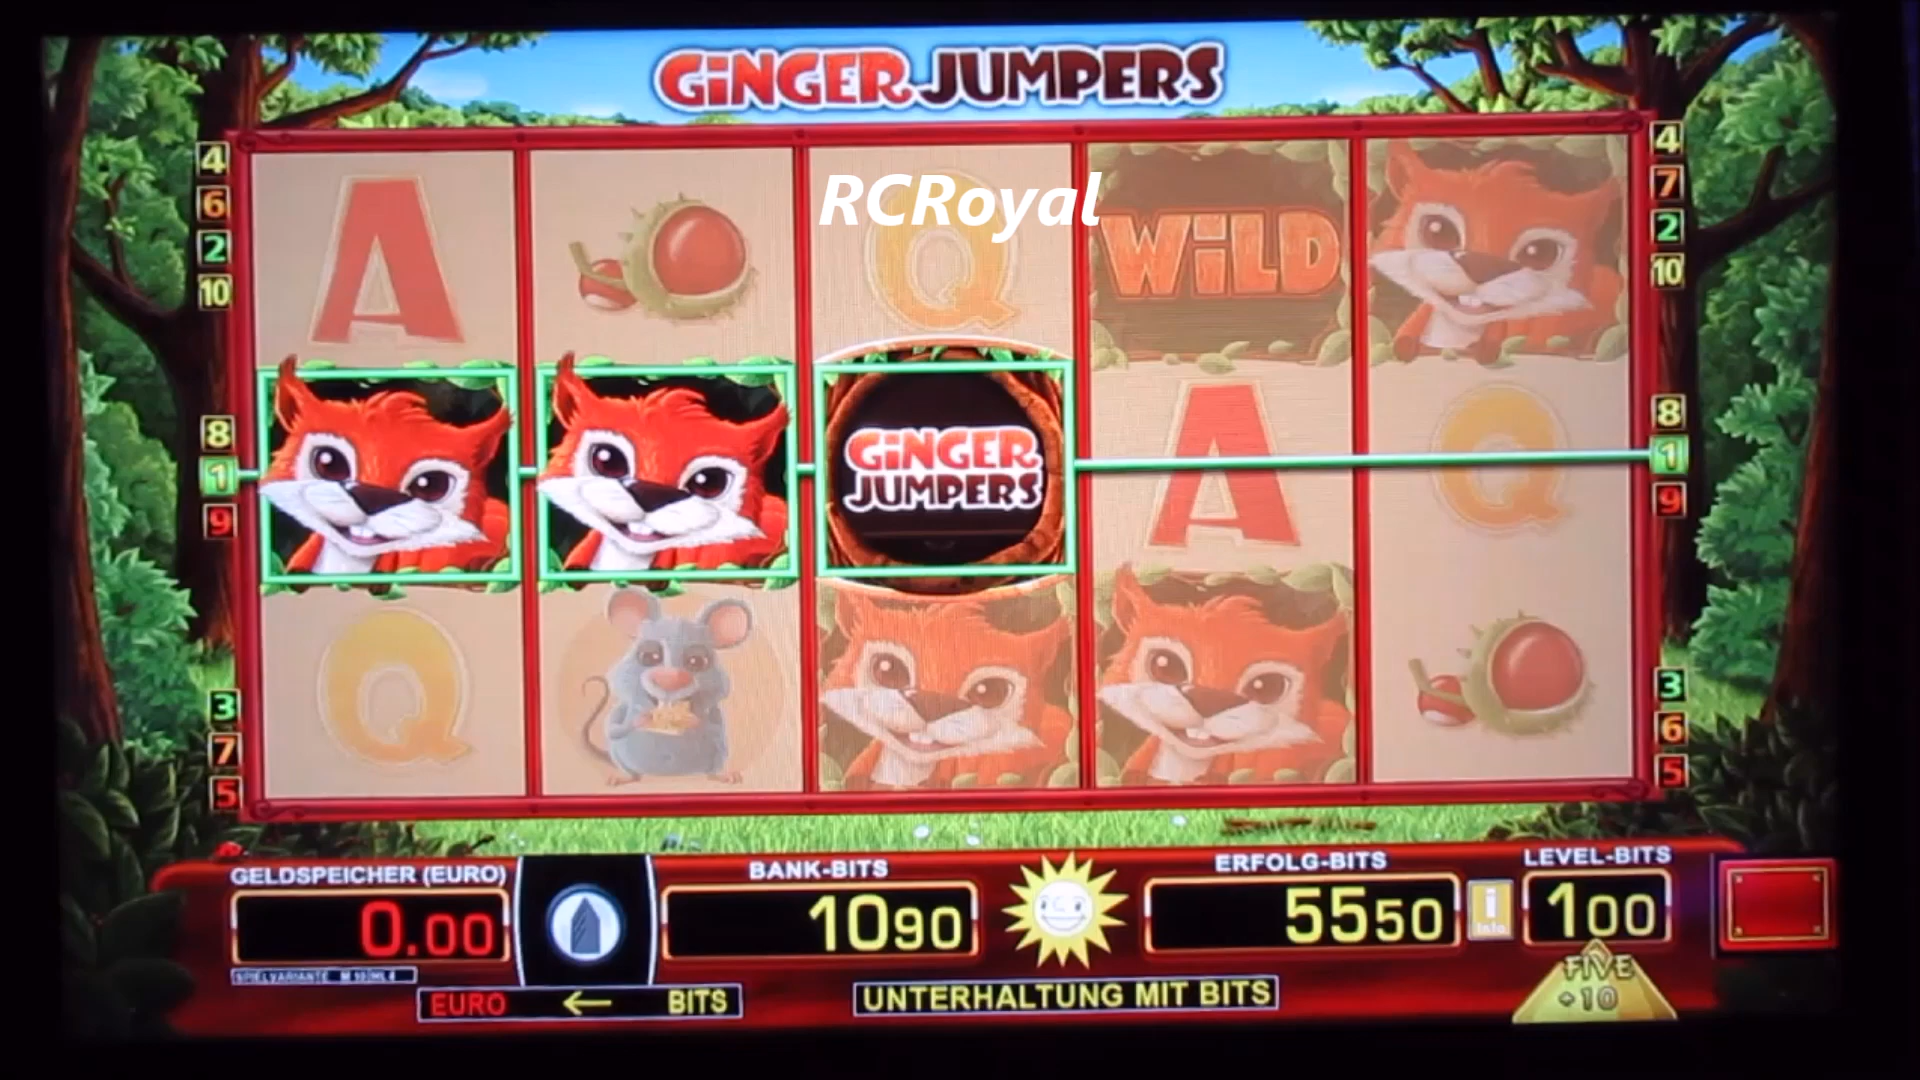 GiNGER JUMPERS
RCRoyal
4
6
2
10
A
Q
WiLD
4
7
2
10
8
1
9
GiNGER
JUMPERS
A
Q
8
1
9
3
7
5
Q
3
6
5
GELDSPEICHER (EURO)
0.00
BANK-BITS
1090
ERFOLG-BITS
5550
i
Info
LEVEL-BITS
100
SPIELVARIANTE
EURO ← BITS
UNTERHALTUNG MIT BITS
FIVE
+10